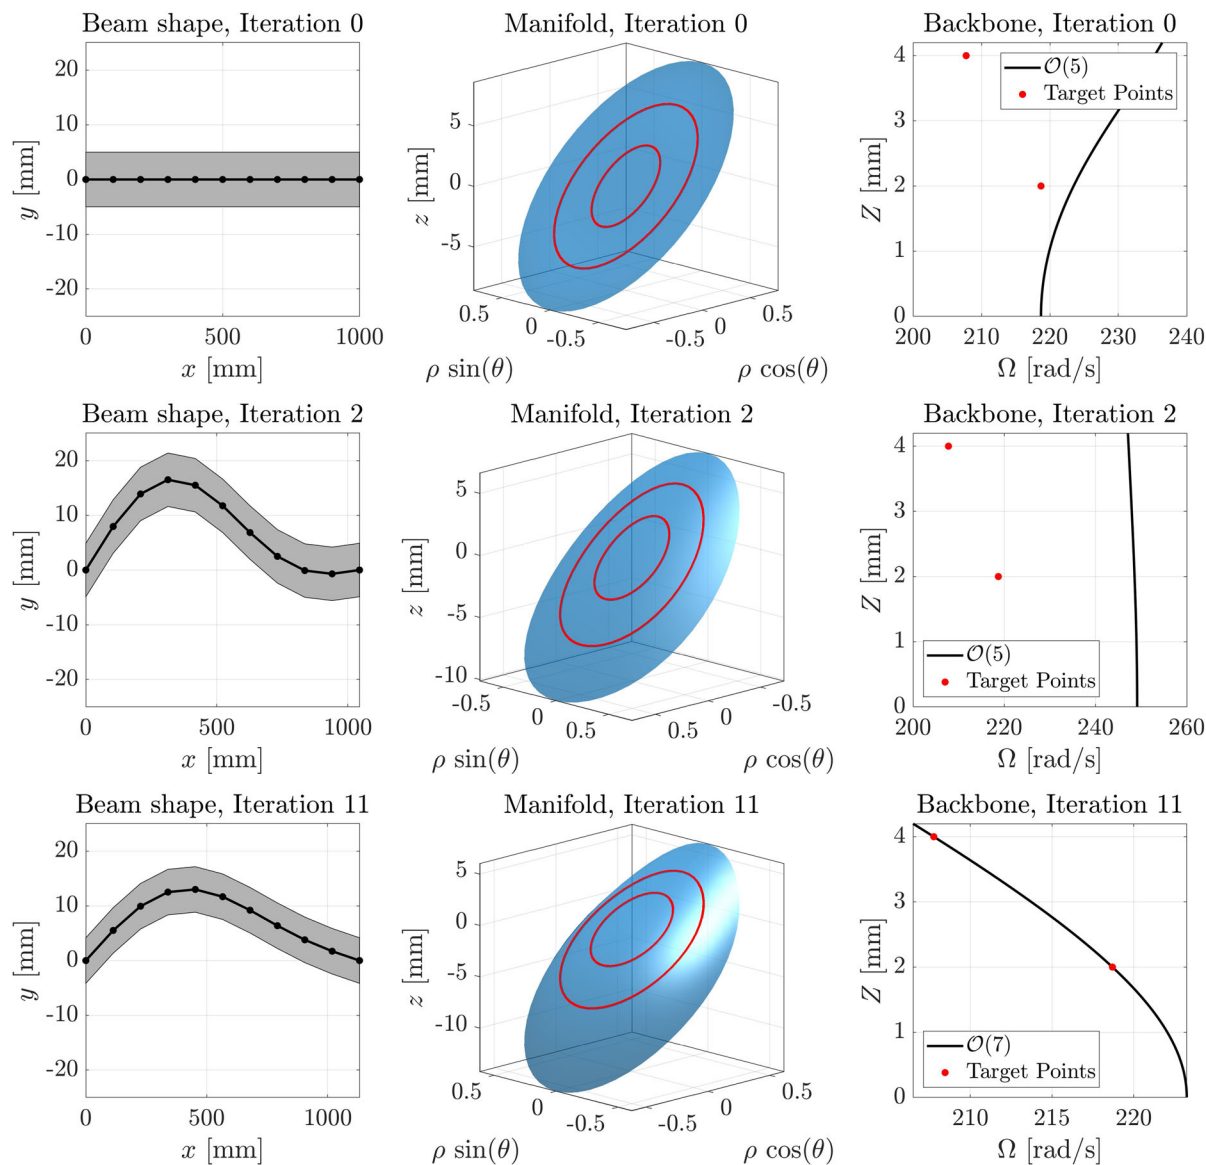 Beam shape, Iteration 0
20
10
0
-10
-20
y [mm]
0 500 1000
x [mm]
Manifold, Iteration 0
5
0
-5
z [mm]
0.5 0 -0.5
-0.5 0 0.5
ρ sin(θ)
ρ cos(θ)
Backbone, Iteration 0
4
3
2
1
0
Z [mm]
𝒪(5)
Target Points
200 210 220 230 240
Ω [rad/s]
Beam shape, Iteration 2
20
10
0
-10
-20
y [mm]
0 500 1000
x [mm]
Manifold, Iteration 2
5
0
-5
-10
z [mm]
-0.5 0 0.5
0.5 0 -0.5
ρ sin(θ)
ρ cos(θ)
Backbone, Iteration 2
4
3
2
1
0
Z [mm]
𝒪(5)
Target Points
200 210 220 230 240 260
Ω [rad/s]
Beam shape, Iteration 11
20
10
0
-10
-20
y [mm]
0 500 1000
x [mm]
Manifold, Iteration 11
5
0
-5
-10
z [mm]
0.5 0 -0.5
-0.5 0 0.5
ρ sin(θ)
ρ cos(θ)
Backbone, Iteration 11
4
3
2
1
0
Z [mm]
𝒪(7)
Target Points
210 215 220
Ω [rad/s]